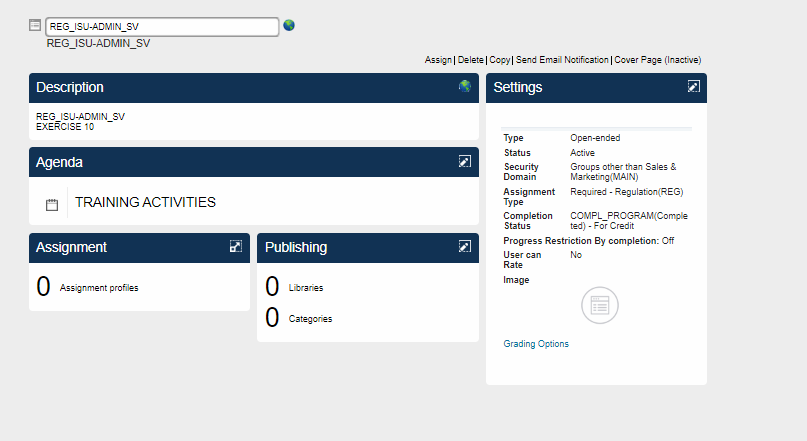 REG_ISU-ADMIN_SV
REG_ISU-ADMIN_SV
Assign | Delete | Copy | Send Email Notification | Cover Page (Inactive)
Description
REG_ISU-ADMIN_SV
EXERCISE 10
Agenda
TRAINING ACTIVITIES
Assignment
0 Assignment profiles
Publishing
0 Libraries
0 Categories
Settings
Type Open-ended
Status Active
Security Groups other than Sales &
Domain Marketing(MAIN)
Assignment Required - Regulation(REG)
Type
Completion COMPL_PROGRAM(Comple
Status ted) - For Credit
Progress Restriction By completion: Off
User can No
Rate
Image
Grading Options